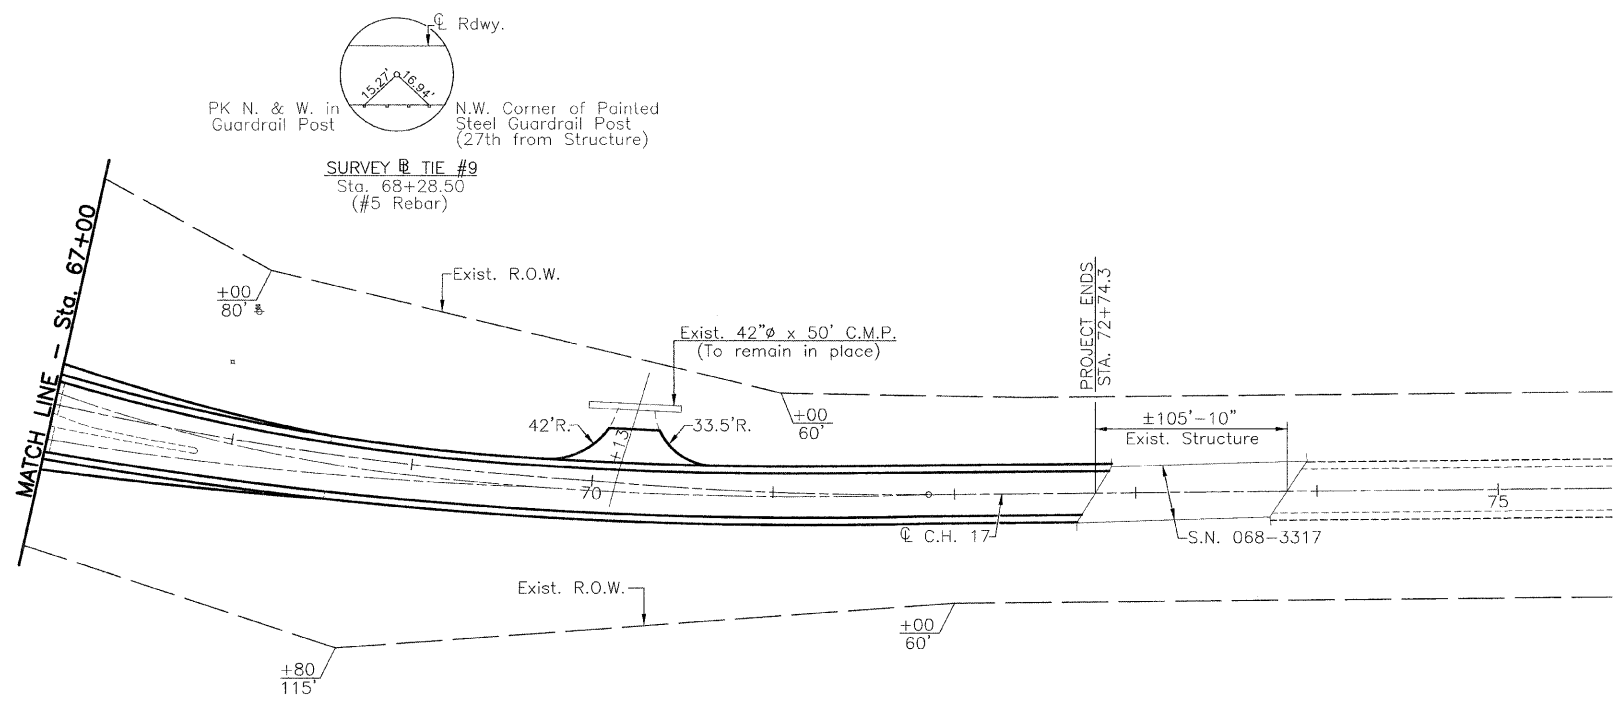 ℄ Rdwy.
15.27'
16.94'
PK N. & W. in
Guardrail Post
N.W. Corner of Painted
Steel Guardrail Post
(27th from Structure)
SURVEY B̲L TIE #9
Sta. 68+28.50
(#5 Rebar)
MATCH LINE – Sta. 67+00
+00
80'
Exist. R.O.W.
Exist. 42"ø x 50' C.M.P.
(To remain in place)
PROJECT ENDS
STA. 72+74.3
42'R.
+13
33.5'R.
+00
60'
±105'-10"
Exist. Structure
70
75
℄ C.H. 17
S.N. 068-3317
Exist. R.O.W.
+00
60'
+80
115'